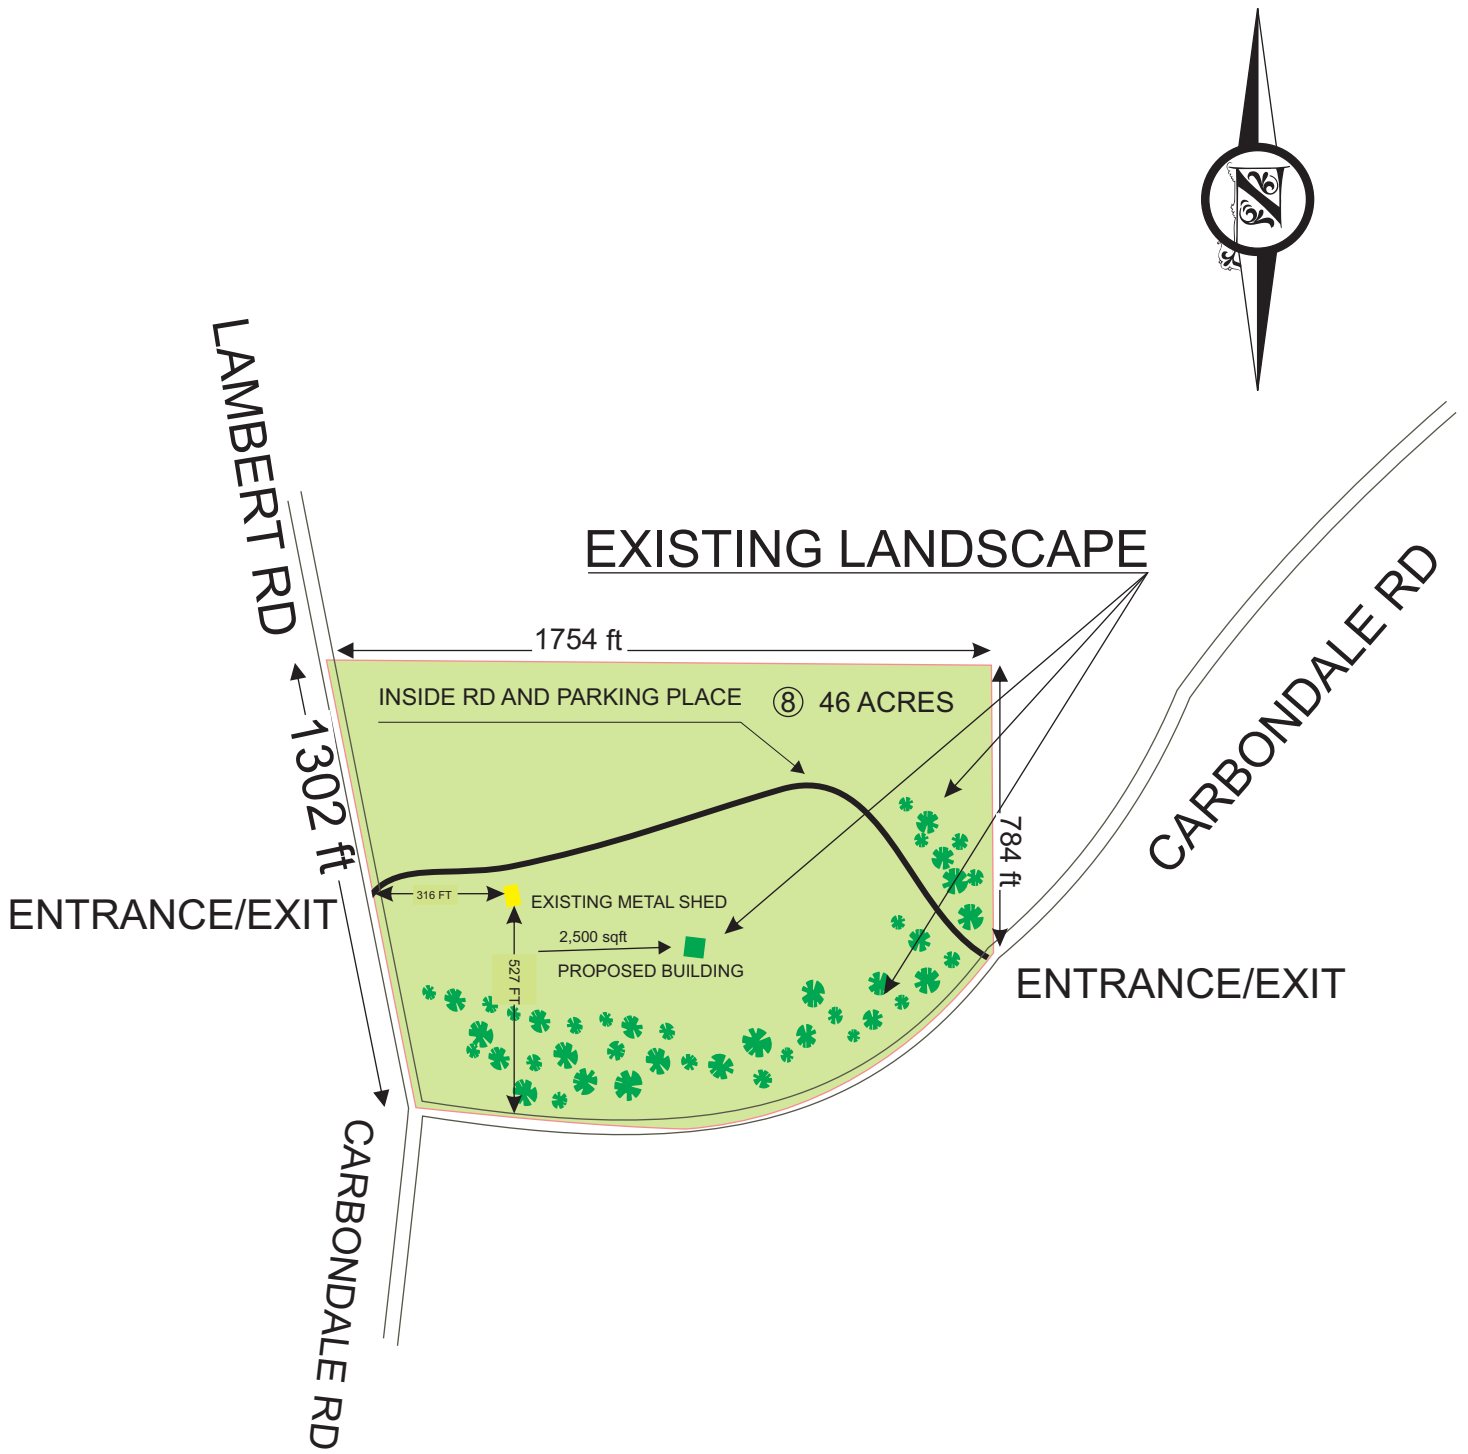 N
LAMBERT RD
EXISTING LANDSCAPE
CARBONDALE RD
1754 ft
INSIDE RD AND PARKING PLACE
⑧ 46 ACRES
1302 ft
784 ft
316 FT
EXISTING METAL SHED
ENTRANCE/EXIT
2,500 sqft
PROPOSED BUILDING
527 FT
ENTRANCE/EXIT
CARBONDALE RD